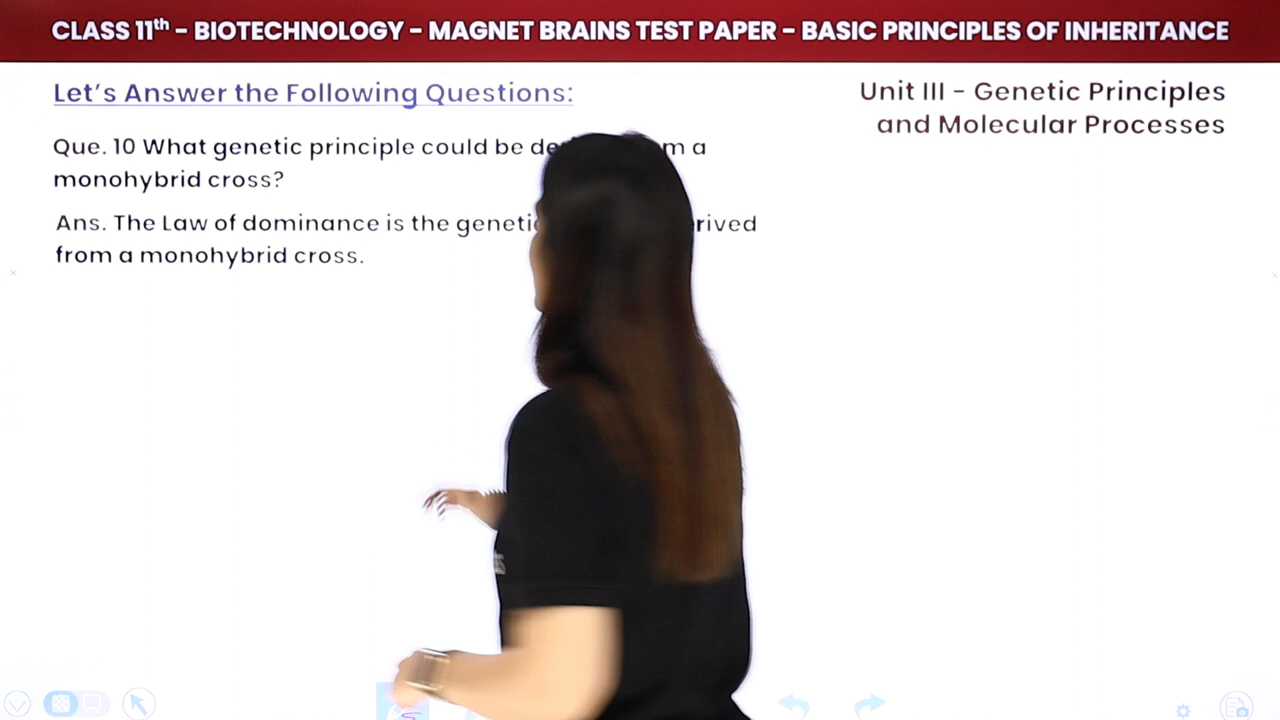 CLASS 11th – BIOTECHNOLOGY – MAGNET BRAINS TEST PAPER – BASIC PRINCIPLES OF INHERITANCE
Let's Answer the Following Questions:
Unit III – Genetic Principles
and Molecular Processes
Que. 10 What genetic principle could be a
monohybrid cross?
Ans. The Law of dominance is the
from a monohybrid cross.